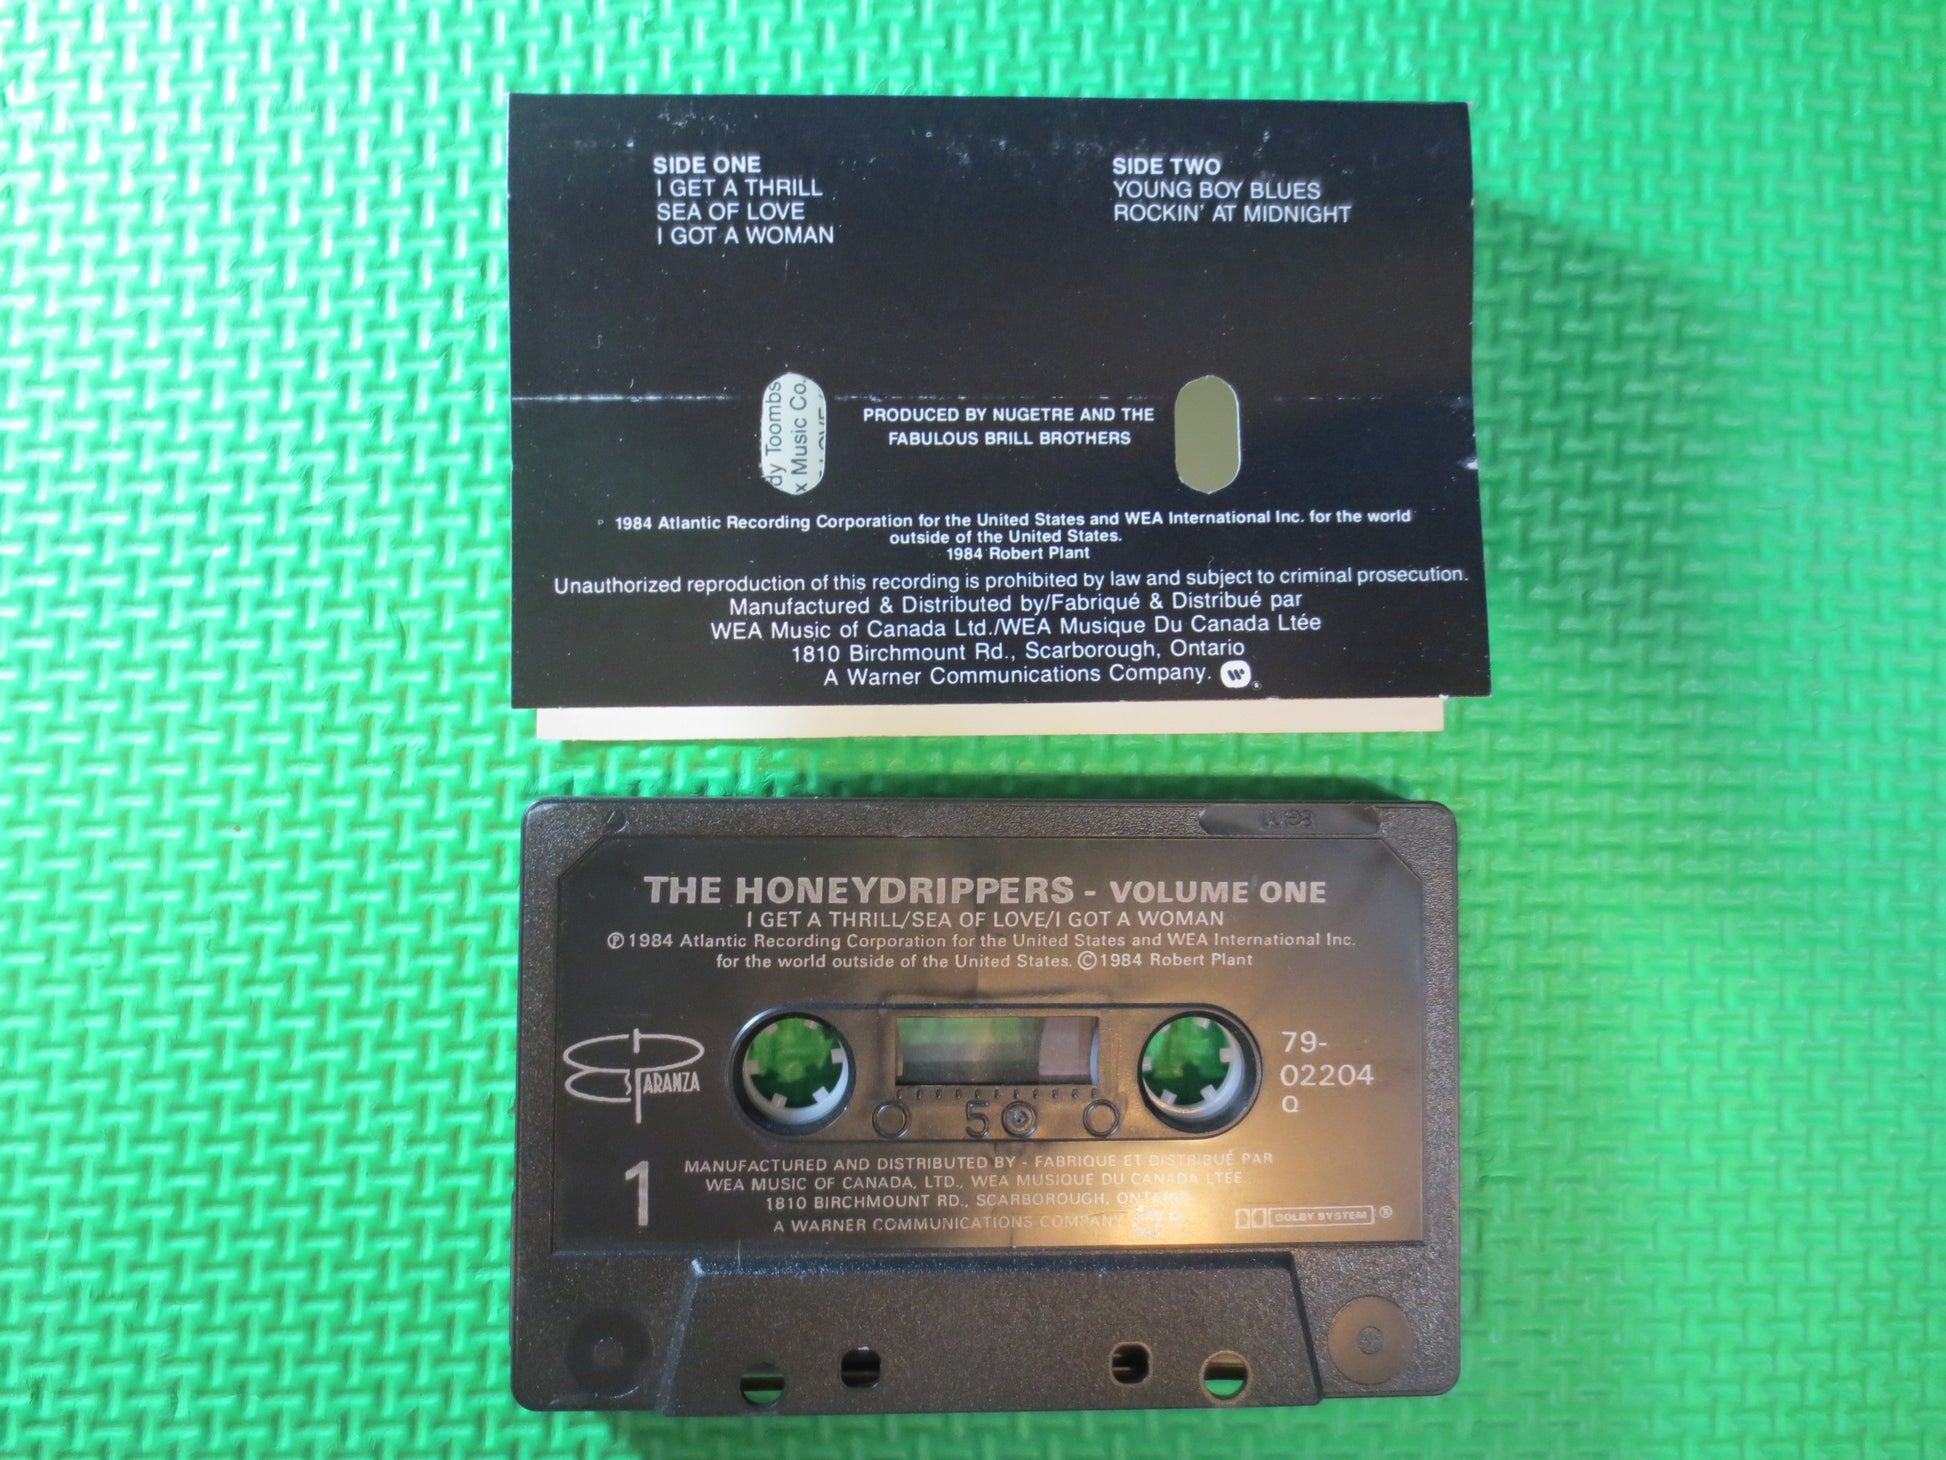 SIDE ONE
I GET A THRILL
SEA OF LOVE
I GOT A WOMAN
SIDE TWO
YOUNG BOY BLUES
ROCKIN' AT MIDNIGHT
dy Toombs
x Music Co.
PRODUCED BY NUGETRE AND THE
FABULOUS BRILL BROTHERS
P 1984 Atlantic Recording Corporation for the United States and WEA International Inc. for the world
outside of the United States.
1984 Robert Plant
Unauthorized reproduction of this recording is prohibited by law and subject to criminal prosecution.
Manufactured & Distributed by/Fabriqué & Distribué par
WEA Music of Canada Ltd./WEA Musique Du Canada Ltée
1810 Birchmount Rd., Scarborough, Ontario
A Warner Communications Company.
THE HONEYDRIPPERS - VOLUME ONE
I GET A THRILL/SEA OF LOVE/I GOT A WOMAN
℗ 1984 Atlantic Recording Corporation for the United States and WEA International Inc.
for the world outside of the United States. © 1984 Robert Plant
ES PARANZA
79-
02204
Q
5
1
MANUFACTURED AND DISTRIBUTED BY - FABRIQUE ET DISTRIBUÉ PAR
WEA MUSIC OF CANADA, LTD., WEA MUSIQUE DU CANADA LTEE.
1810 BIRCHMOUNT RD., SCARBOROUGH, ONTARIO
A WARNER COMMUNICATIONS COMPANY
DOLBY SYSTEM ®